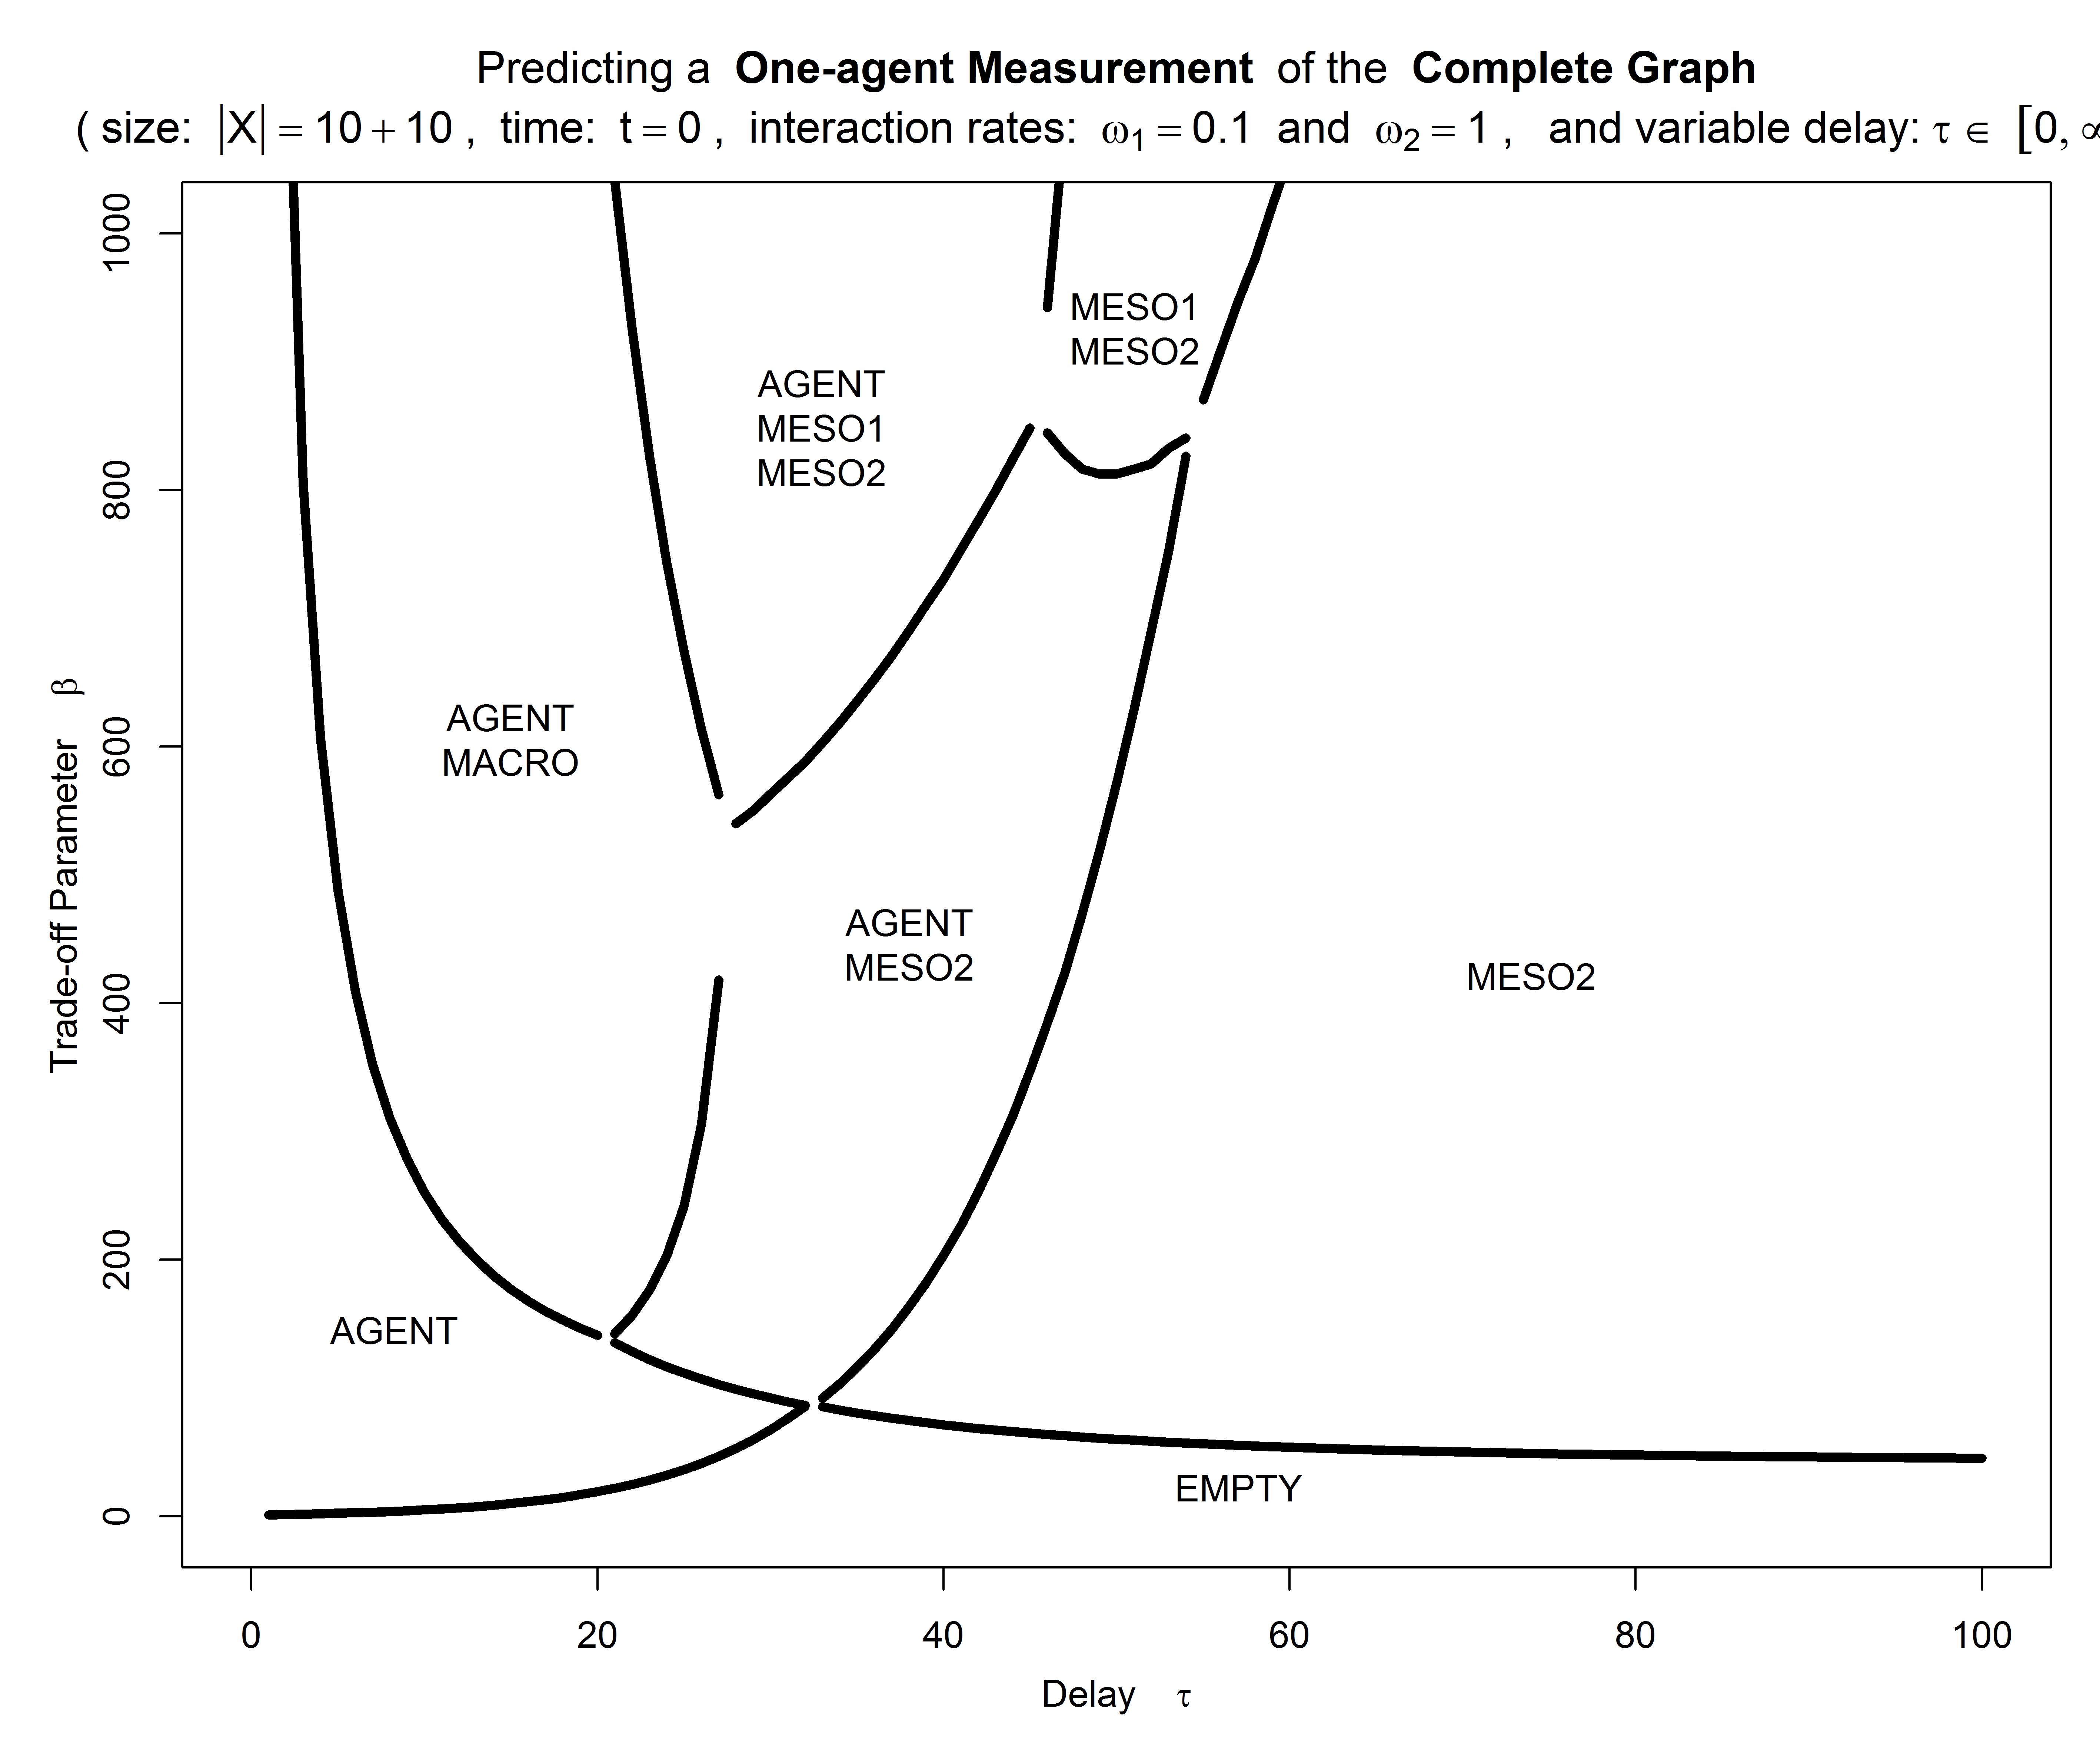 Predicting a One-agent Measurement of the Complete Graph
( size: |X| = 10 + 10 , time: t = 0 , interaction rates: ω1 = 0.1 and ω2 = 1 , and variable delay: τ ∈ [0, ∞
1000
800
600
400
200
0
Trade-off Parameter β
MESO1
MESO2
AGENT
MESO1
MESO2
AGENT
MACRO
AGENT
MESO2
MESO2
AGENT
EMPTY
0 20 40 60 80 100
Delay τ